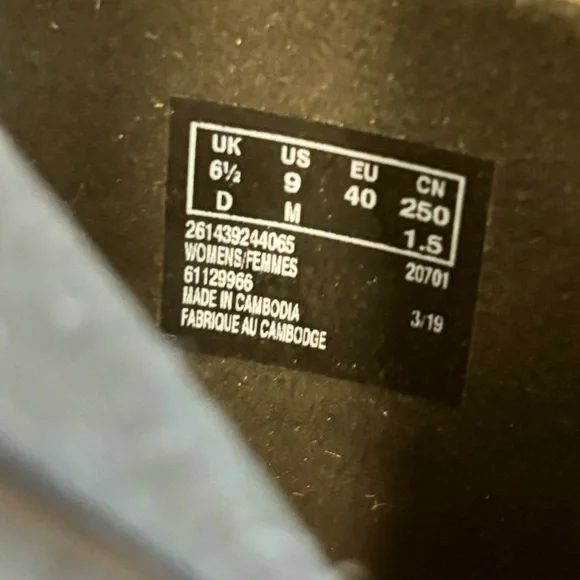 UK US EU CN
6½ 9 40 250
D M 1.5
261439244065 20701
WOMENS/FEMMES
61129966
MADE IN CAMBODIA 3/19
FABRIQUE AU CAMBODGE